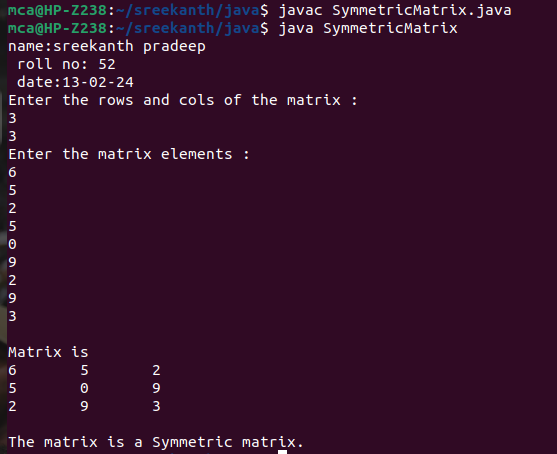 mca@HP-Z238:~/sreekanth/java$ javac SymmetricMatrix.java
mca@HP-Z238:~/sreekanth/java$ java SymmetricMatrix
name:sreekanth pradeep
 roll no: 52
 date:13-02-24
Enter the rows and cols of the matrix :
3
3
Enter the matrix elements :
6
5
2
5
0
9
2
9
3

Matrix is
6	5	2
5	0	9
2	9	3

The matrix is a Symmetric matrix.